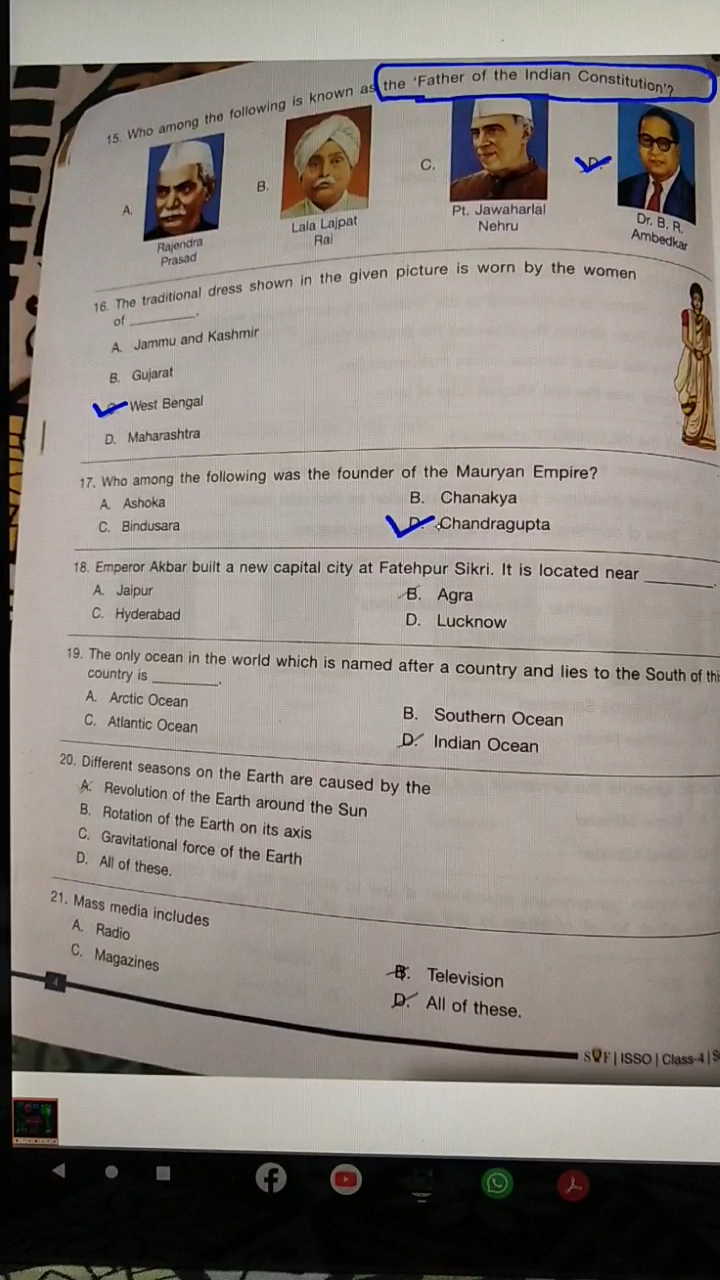 15. Who among the following is known as the 'Father of the Indian Constitution'?
A. Rajendra Prasad
B. Lala Lajpat Rai
C. Pt. Jawaharlal Nehru
D. Dr. B. R. Ambedkar
16. The traditional dress shown in the given picture is worn by the women
of ________.
A. Jammu and Kashmir
B. Gujarat
West Bengal
D. Maharashtra
17. Who among the following was the founder of the Mauryan Empire?
A. Ashoka
B. Chanakya
C. Bindusara
D. Chandragupta
18. Emperor Akbar built a new capital city at Fatehpur Sikri. It is located near ________.
A. Jaipur
B. Agra
C. Hyderabad
D. Lucknow
19. The only ocean in the world which is named after a country and lies to the South of thi
country is ________.
A. Arctic Ocean
B. Southern Ocean
C. Atlantic Ocean
D. Indian Ocean
20. Different seasons on the Earth are caused by the
A. Revolution of the Earth around the Sun
B. Rotation of the Earth on its axis
C. Gravitational force of the Earth
D. All of these.
21. Mass media includes
A. Radio
B. Television
C. Magazines
D. All of these.
4
SOF | ISSO | Class-4 | S